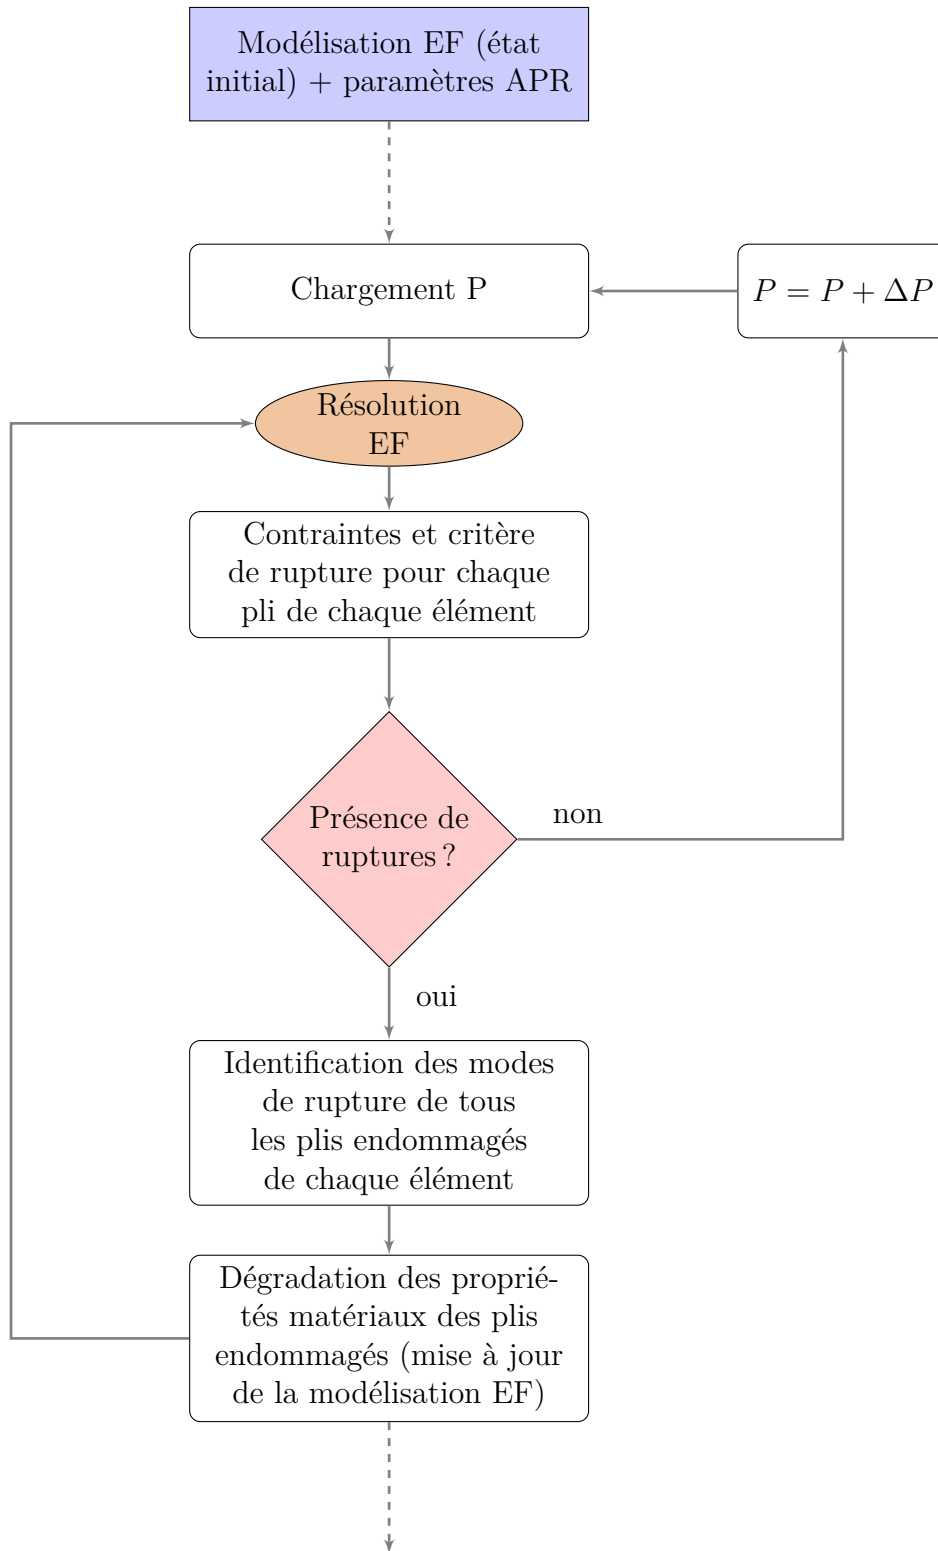 Modélisation EF (état
initial) + paramètres APR
Chargement P
P = P + ΔP
Résolution
EF
Contraintes et critère
de rupture pour chaque
pli de chaque élément
Présence de
ruptures ?
non
oui
Identification des modes
de rupture de tous
les plis endommagés
de chaque élément
Dégradation des proprié-
tés matériaux des plis
endommagés (mise à jour
de la modélisation EF)